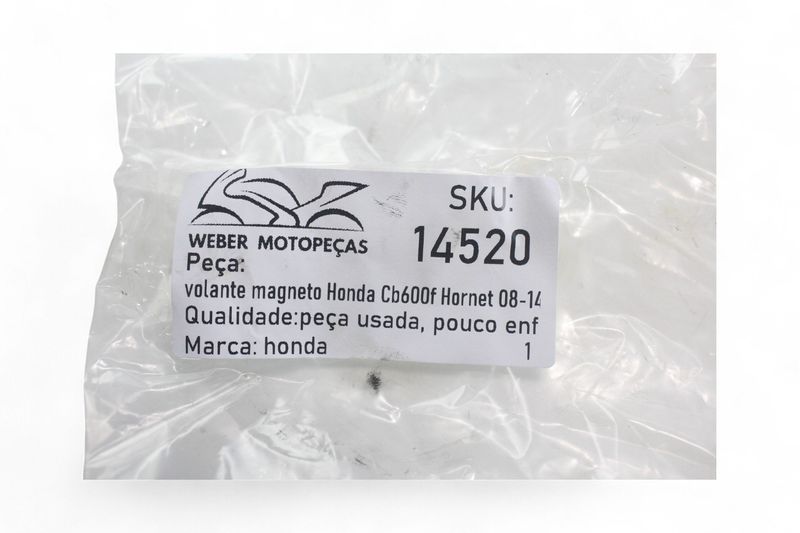 WEBER MOTOPEÇAS
SKU:
14520
Peça:
volante magneto Honda Cb600f Hornet 08-14
Qualidade:peça usada, pouco enf
Marca: honda 1